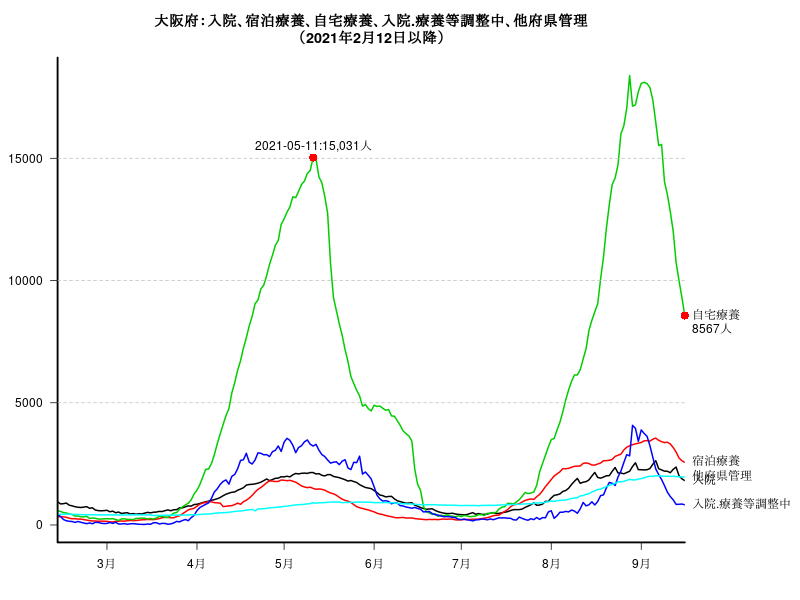 大阪府：入院、宿泊療養、自宅療養、入院.療養等調整中、他府県管理
（2021年2月12日以降）
2021-05-11:15,031人
15000
10000
5000
0
自宅療養
8567人
宿泊療養
他府県管理
入院
入院.療養等調整中
3月
4月
5月
6月
7月
8月
9月